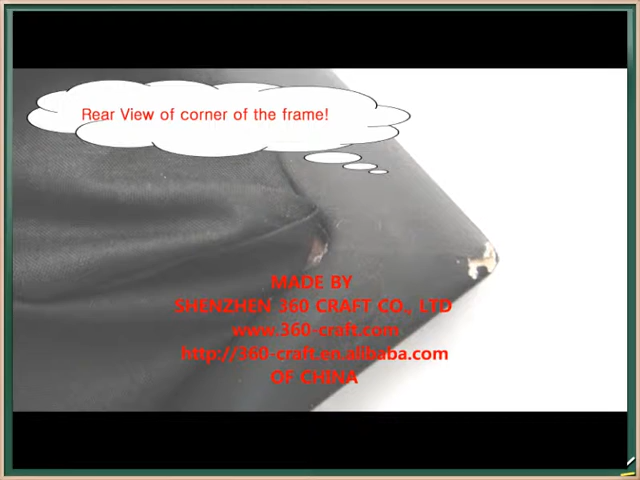 Rear View of corner of the frame!
MADE BY
SHENZHEN 360 CRAFT CO., LTD
www.360-craft.com
http://360-craft.en.alibaba.com
OF CHINA